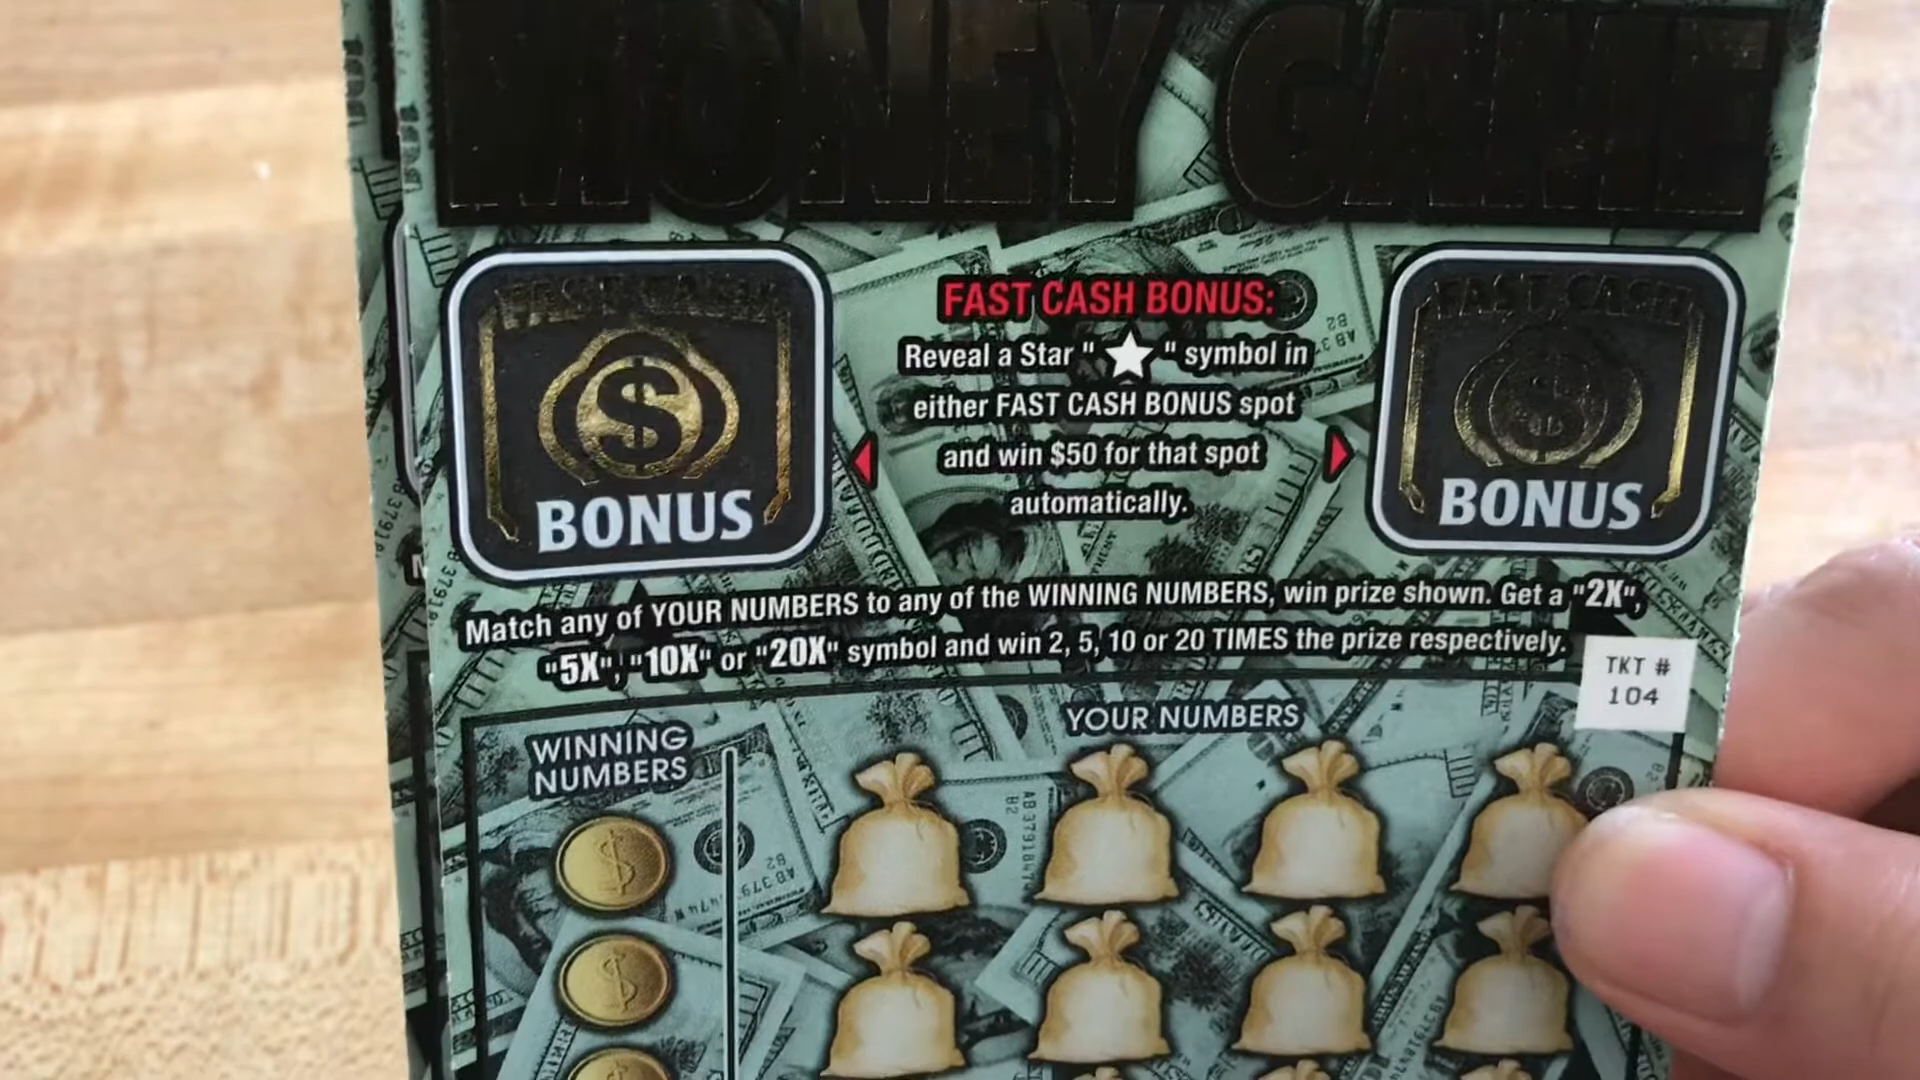 MONEY GAME
FAST CASH
BONUS
FAST CASH BONUS:
Reveal a Star " ★ " symbol in
either FAST CASH BONUS spot
and win $50 for that spot
automatically.
FAST CASH
BONUS
Match any of YOUR NUMBERS to any of the WINNING NUMBERS, win prize shown. Get a "2X",
"5X", "10X" or "20X" symbol and win 2, 5, 10 or 20 TIMES the prize respectively.
TKT #
104
WINNING
NUMBERS
YOUR NUMBERS